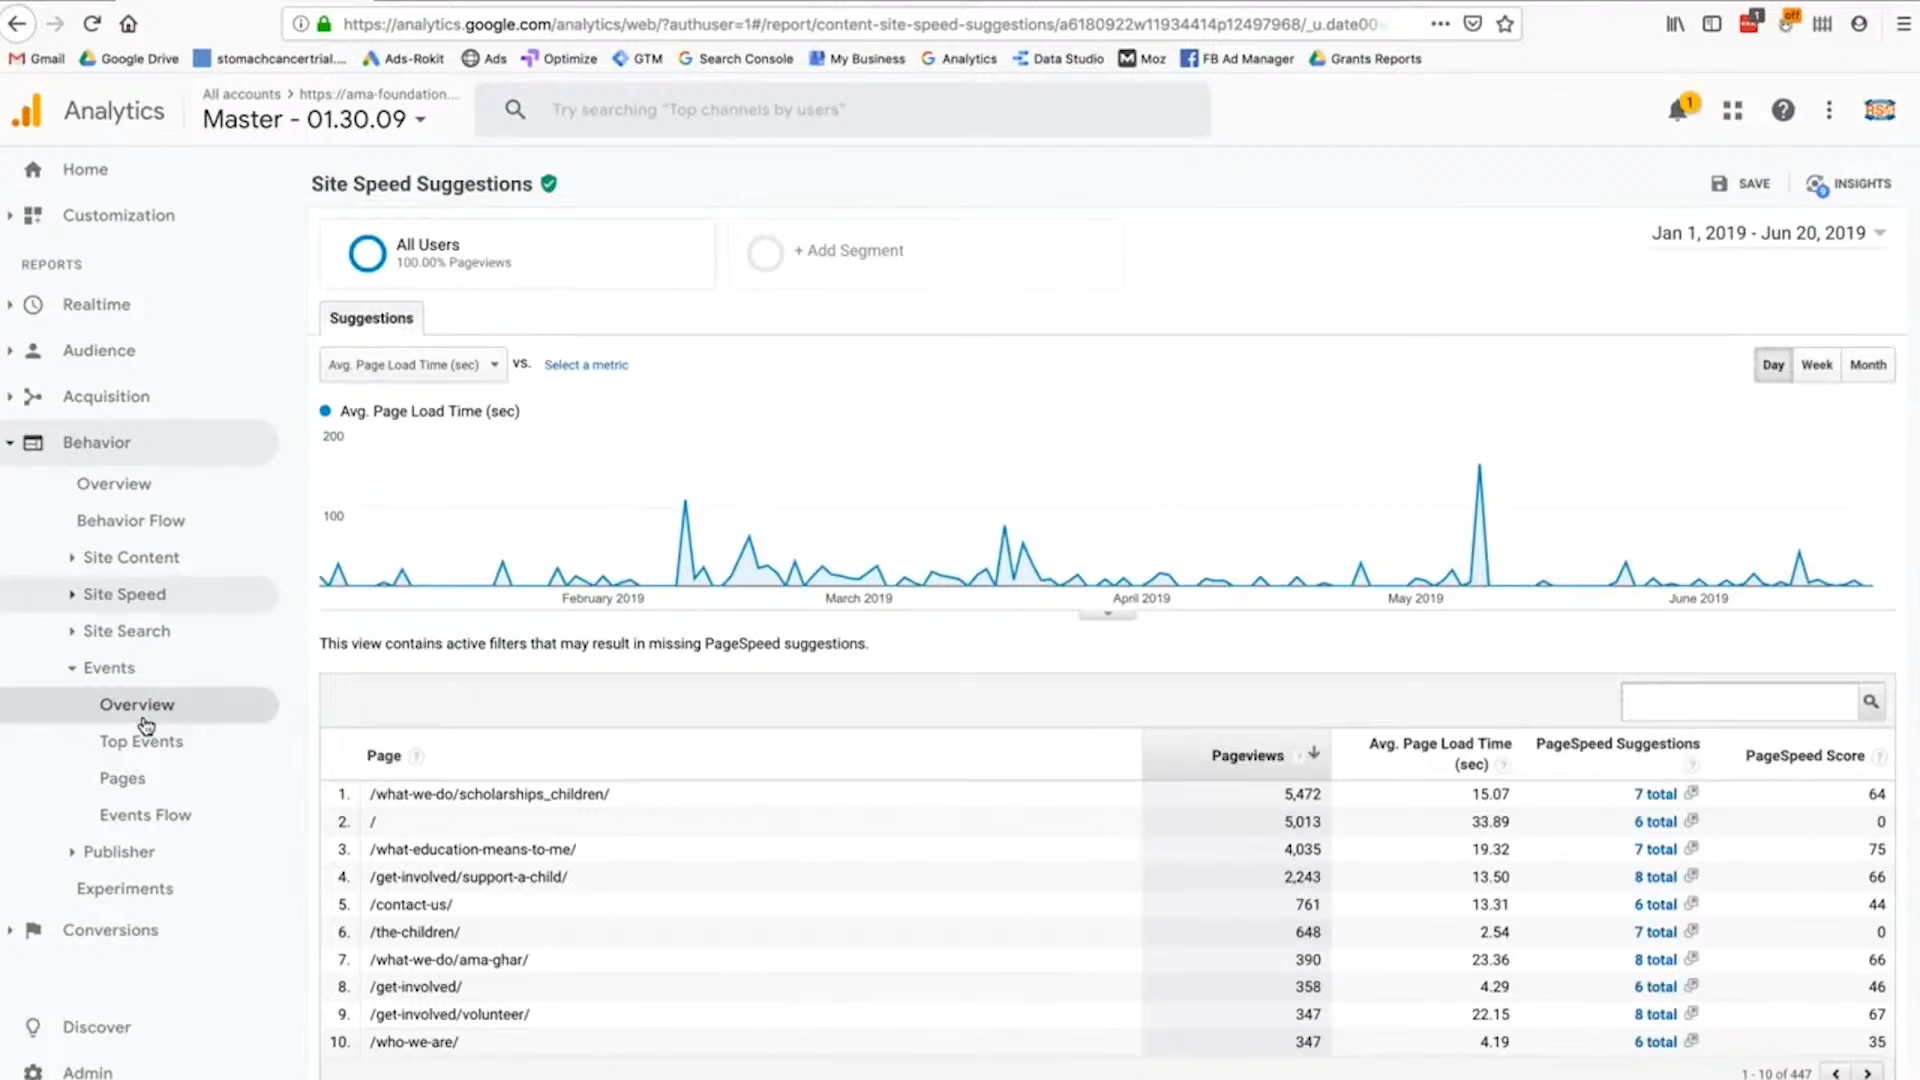 https://analytics.google.com/analytics/web/?authuser=1#/report/content-site-speed-suggestions/a6180922w11934414p12497968/_u.date00
1
off
Gmail Google Drive stomachcancertrial.... Ads-Rokit Ads Optimize GTM Search Console My Business Analytics Data Studio Moz FB Ad Manager Grants Reports
Analytics
All accounts > https://ama-foundation....
Master - 01.30.09
Try searching "Top channels by users"
1
Home
Customization
REPORTS
Realtime
Audience
Acquisition
Behavior
Overview
Behavior Flow
Site Content
Site Speed
Site Search
Events
Overview
Top Events
Pages
Events Flow
Publisher
Experiments
Conversions
Discover
Admin
Site Speed Suggestions
SAVE INSIGHTS
All Users
100.00% Pageviews
+ Add Segment
Jan 1, 2019 - Jun 20, 2019
Suggestions
Avg. Page Load Time (sec) VS. Select a metric
Day Week Month
Avg. Page Load Time (sec)
200
100
February 2019 March 2019 April 2019 May 2019 June 2019
This view contains active filters that may result in missing PageSpeed suggestions.
Page ? Pageviews ? Avg. Page Load Time (sec) ? PageSpeed Suggestions ? PageSpeed Score ?
1. /what-we-do/scholarships_children/ 5,472 15.07 7 total 64
2. / 5,013 33.89 6 total 0
3. /what-education-means-to-me/ 4,035 19.32 7 total 75
4. /get-involved/support-a-child/ 2,243 13.50 8 total 66
5. /contact-us/ 761 13.31 6 total 44
6. /the-children/ 648 2.54 7 total 0
7. /what-we-do/ama-ghar/ 390 23.36 8 total 66
8. /get-involved/ 358 4.29 6 total 46
9. /get-involved/volunteer/ 347 22.15 8 total 67
10. /who-we-are/ 347 4.19 6 total 35
1 - 10 of 447